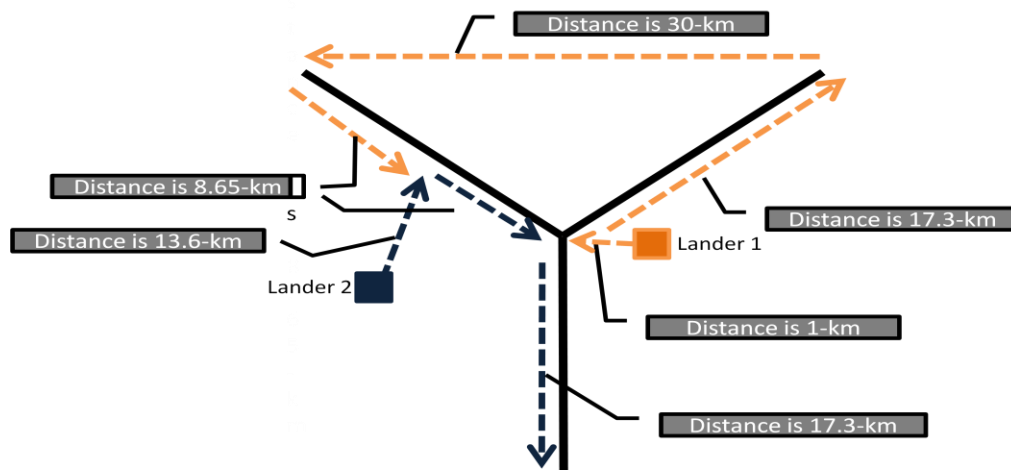 Distance is 30-km
Distance is 8.65-km
s
Distance is 17.3-km
Distance is 13.6-km
Lander 1
Lander 2
Distance is 1-km
Distance is 17.3-km